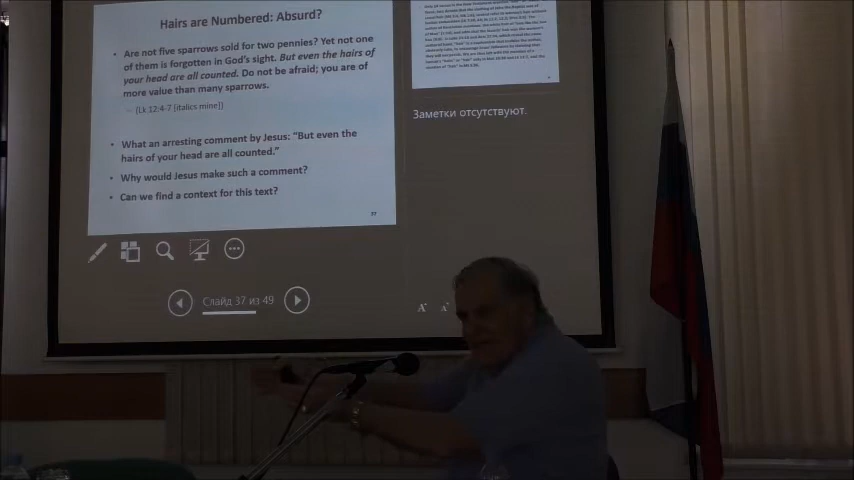 Hairs are Numbered: Absurd?
• Are not five sparrows sold for two pennies? Yet not one
of them is forgotten in God's sight. But even the hairs of
your head are all counted. Do not be afraid; you are of
more value than many sparrows.
– (Lk 12:4-7 [italics mine])
• What an arresting comment by Jesus: "But even the
hairs of your head are all counted."
• Why would Jesus make such a comment?
• Can we find a context for this text?
37
Заметки отсутствуют.
Слайд 37 из 49
A A